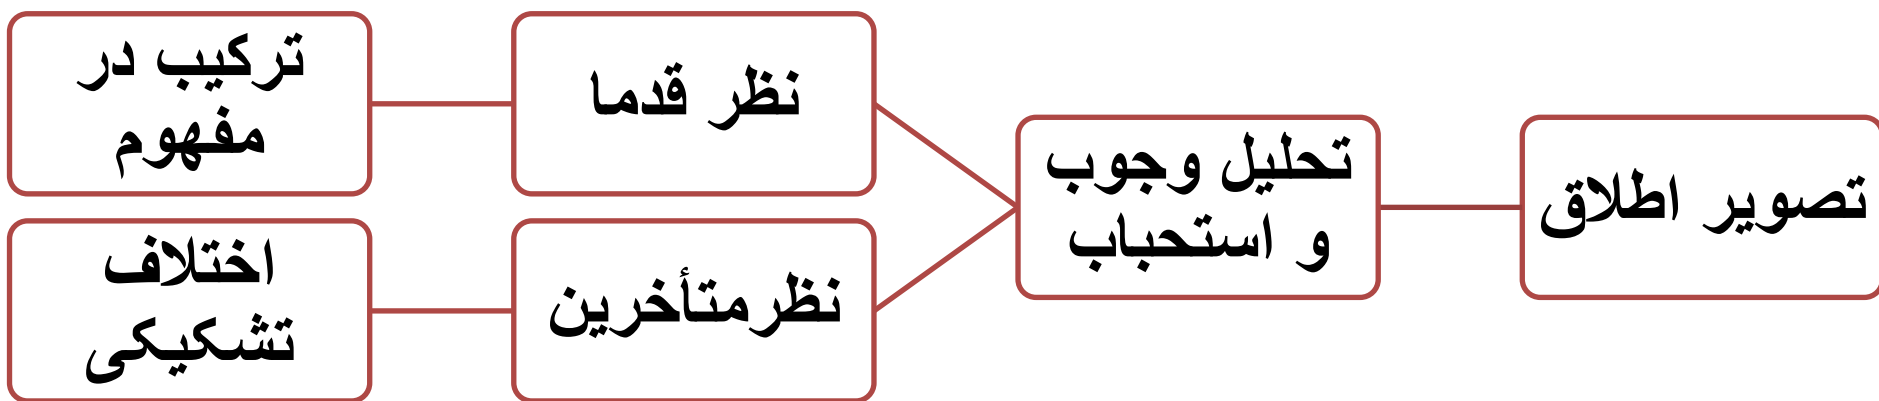 تصویر اطلاق
تحلیل وجوب
و استحباب
نظر قدما
ترکیب در
مفهوم
نظرمتأخرین
اختلاف
تشکیکی